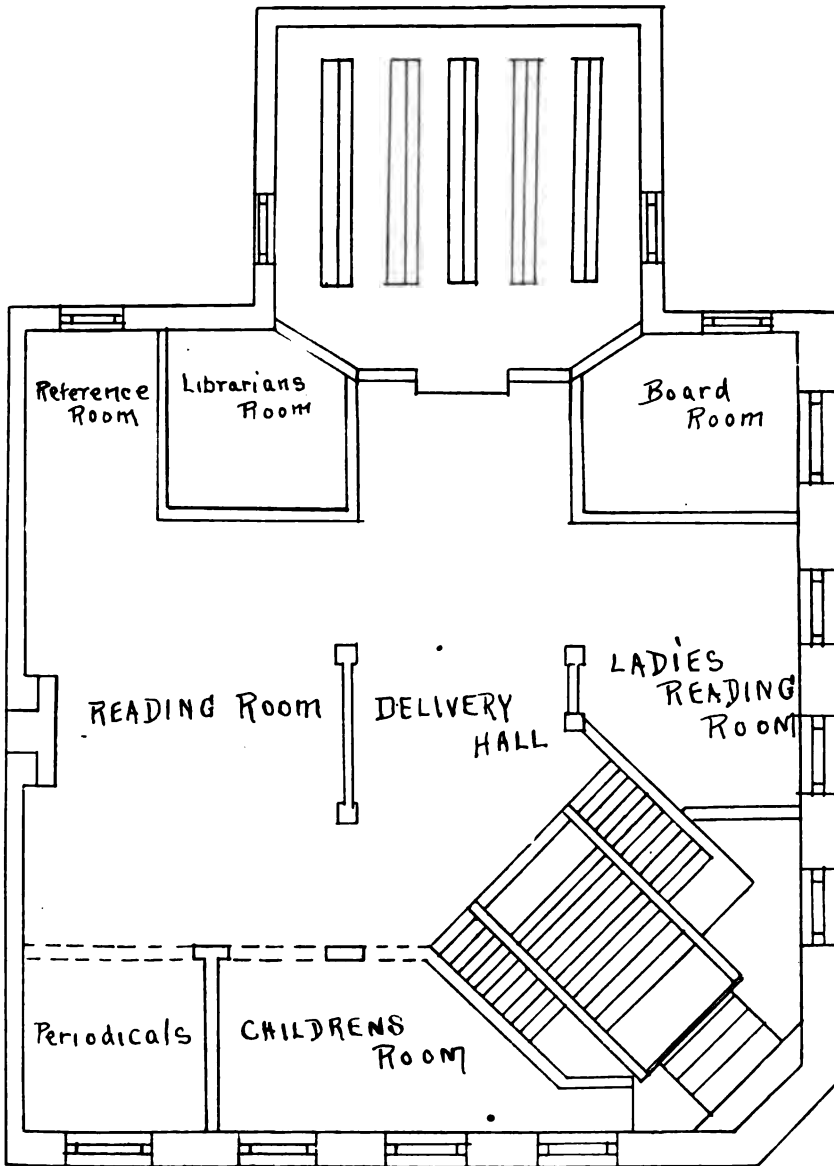 Reference
Room
Librarians
Room
Board
Room
READING ROOM
DELIVERY
HALL
LADIES
READING
ROOM
Periodicals
CHILDRENS
ROOM